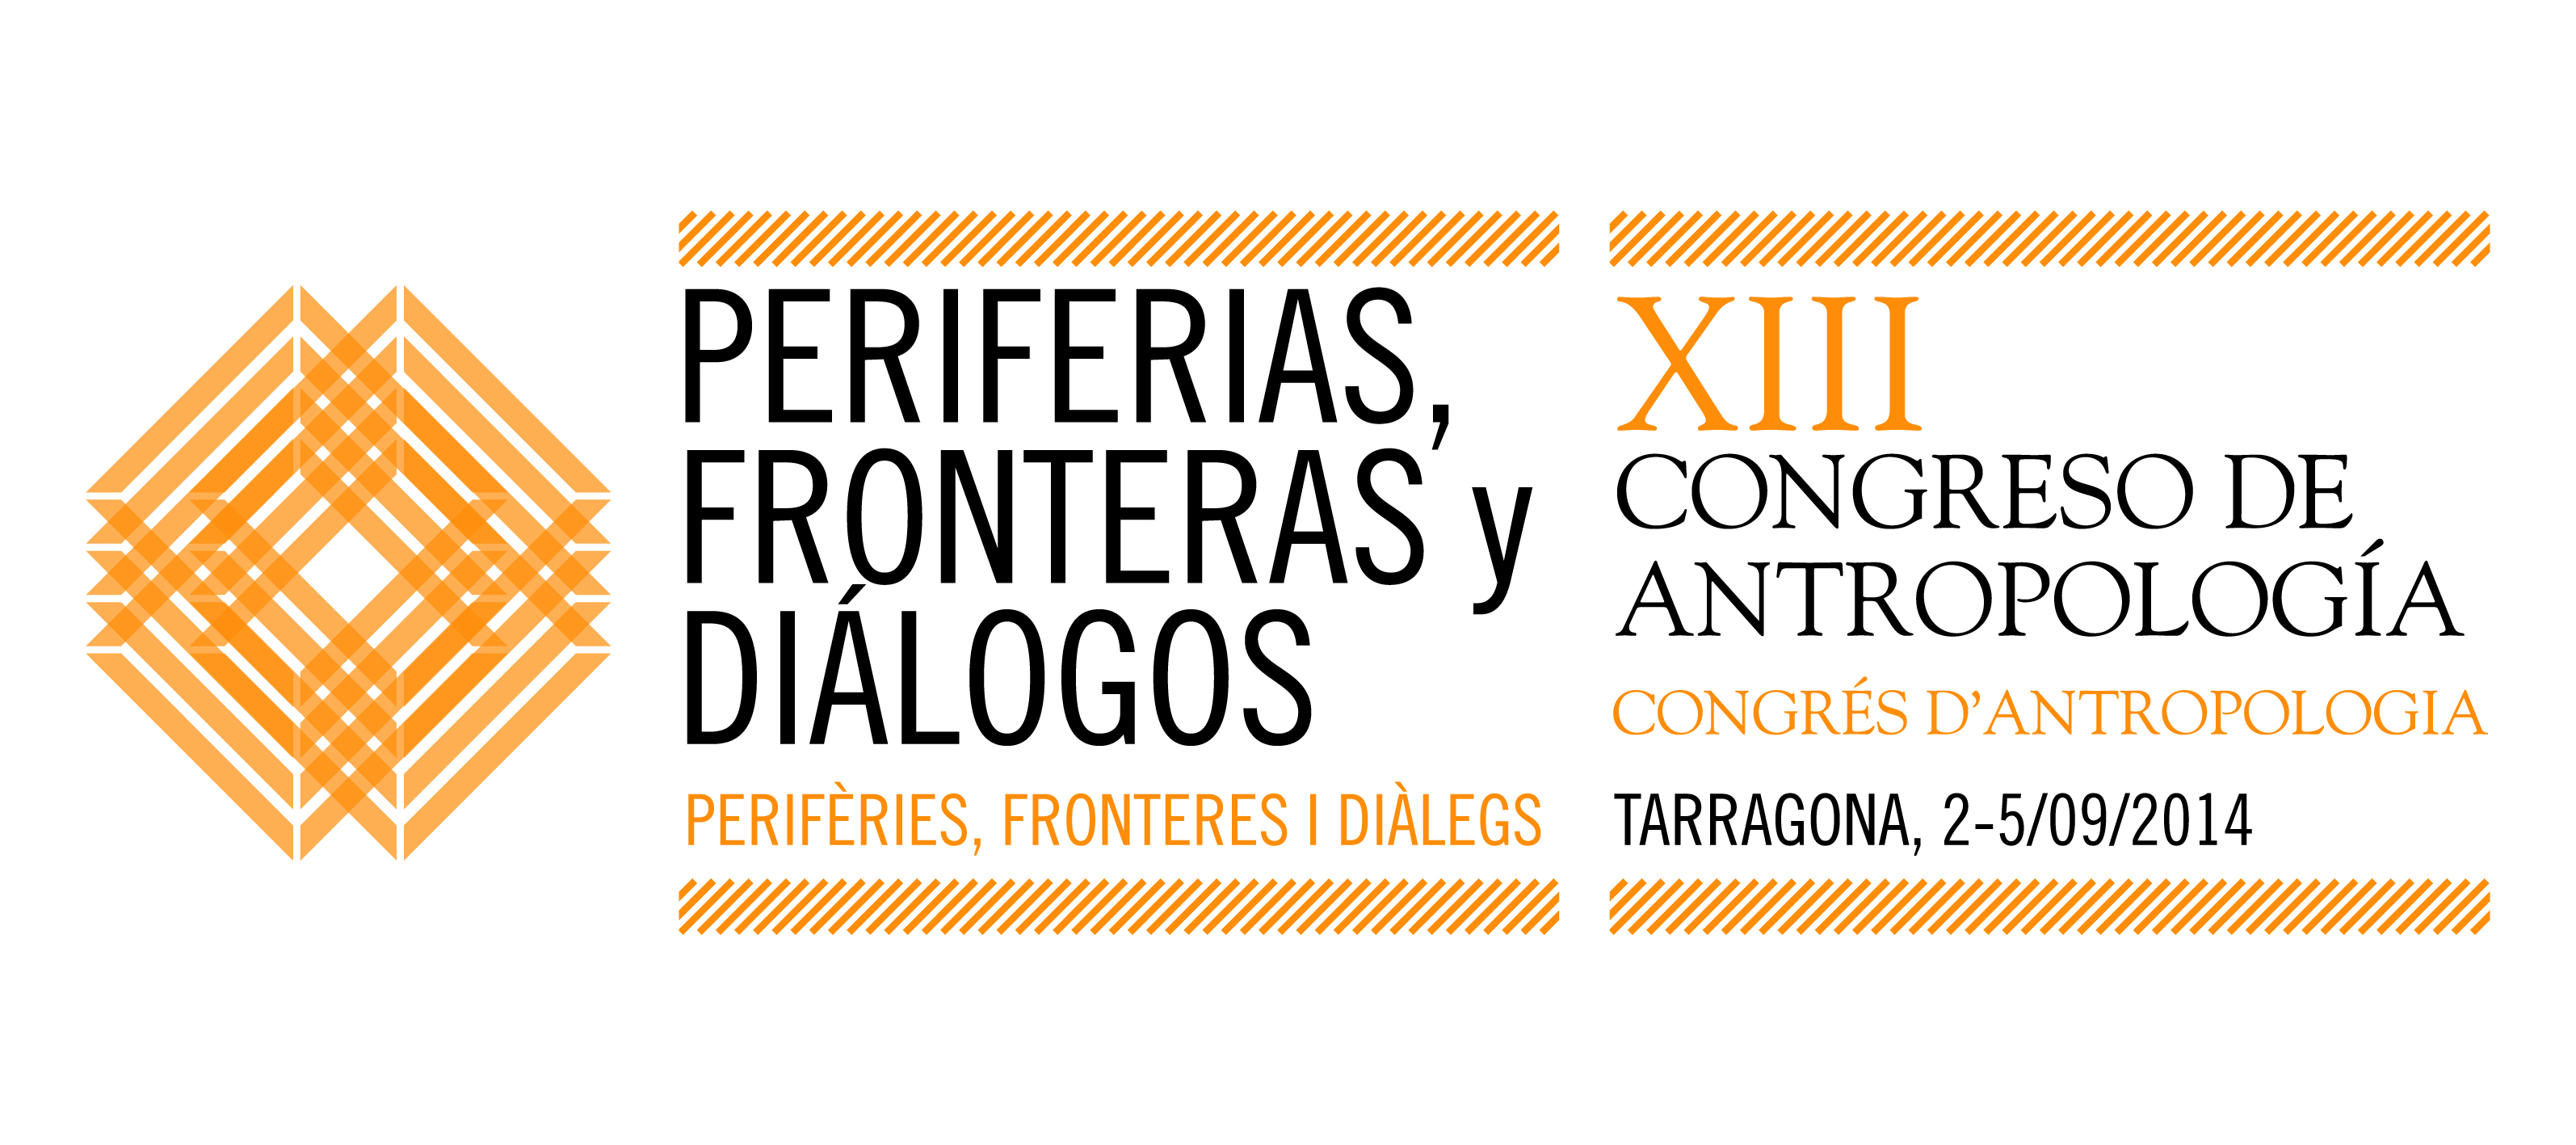 PERIFERIAS,
FRONTERAS y
DIÁLOGOS
PERIFÈRIES, FRONTERES I DIÀLEGS
XIII
CONGRESO DE
ANTROPOLOGÍA
CONGRÉS D’ANTROPOLOGIA
TARRAGONA, 2-5/09/2014